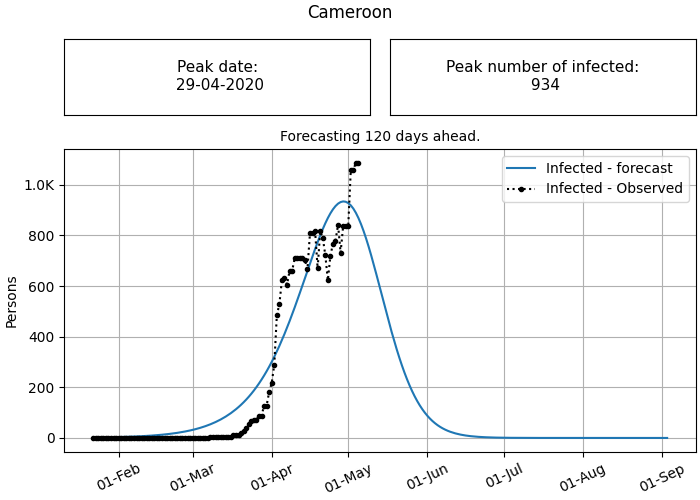 Cameroon
Peak date:
29-04-2020
Peak number of infected:
934
Forecasting 120 days ahead.
Infected - forecast
Infected - Observed
Persons
1.0K
800
600
400
200
0
01-Feb
01-Mar
01-Apr
01-May
01-Jun
01-Jul
01-Aug
01-Sep